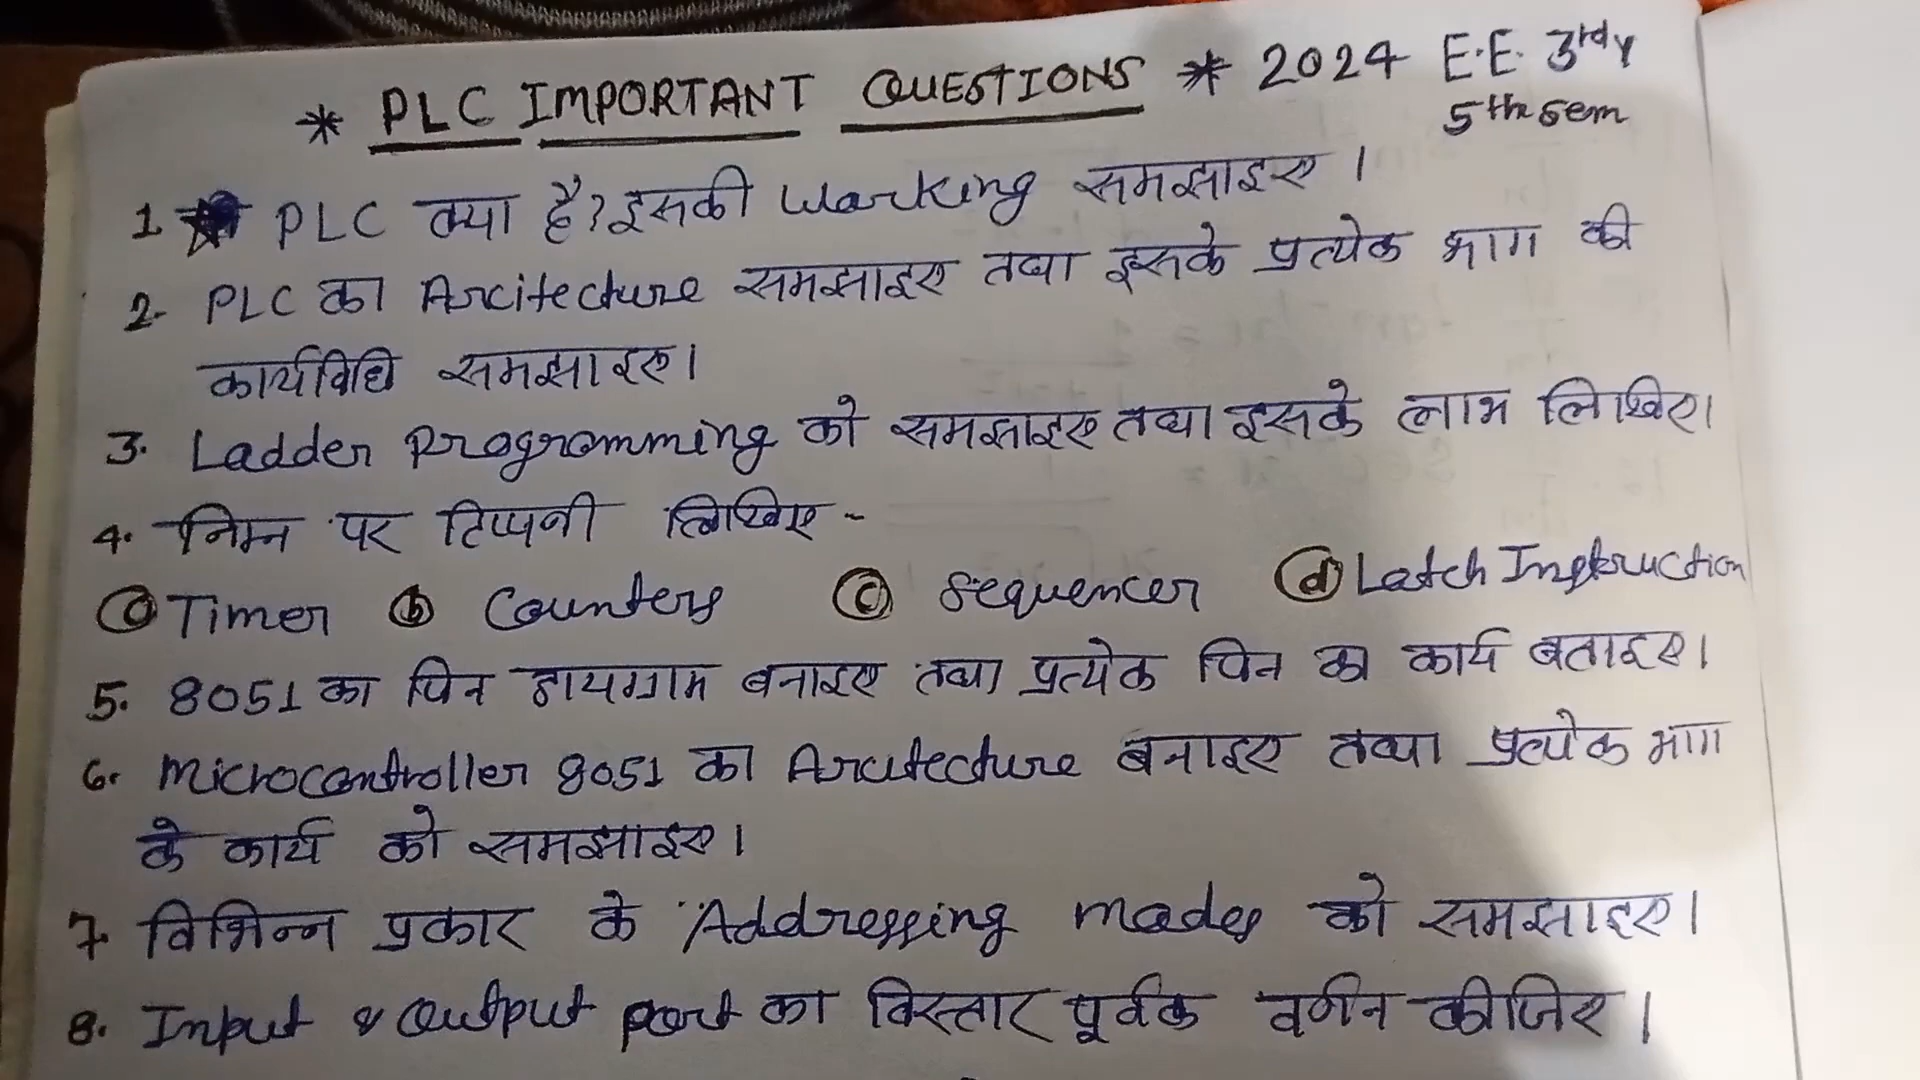 * PLC IMPORTANT QUESTIONS * 2024 E.E. 3rd Y
5th Sem
1. PLC क्या है? इसकी Working समझाइए।
2. PLC का Arcitecture समझाइए तथा इसके प्रत्येक भाग की
कार्यविधि समझाइए।
3. Ladder Programming को समझाइए तथा इसके लाभ लिखिए।
4. निम्न पर टिप्पनी लिखिए -
a Timer b Counters c Sequencer d Latch Instruction
5. 8051 का पिन डायग्राम बनाइए तथा प्रत्येक पिन का कार्य बताइए।
6. Microcontroller 8051 का Arcitecture बनाइए तथा प्रत्येक भाग
के कार्य को समझाइए।
7. विभिन्न प्रकार के Addressing modes को समझाइए।
8. Input & Output port का विस्तार पूर्वक वर्णन कीजिए।